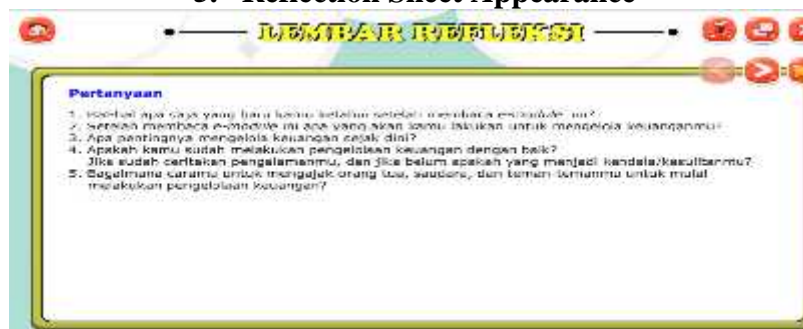 LEMBAR REFLEKSI
Pertanyaan
1. Hal-hal apa saja yang baru kamu ketahui setelah membaca e-module ini?
2. Setelah membaca e-module ini apa yang akan kamu lakukan untuk mengelola keuanganmu?
3. Apa pentingnya mengelola keuangan sejak dini?
4. Apakah kamu sudah melakukan pengelolaan keuangan dengan baik?
Jika sudah ceritakan pengalamanmu, dan jika belum apakah yang menjadi kendala/kesulitanmu?
5. Bagaimana caramu untuk mengajak orang tua, saudara, dan teman-temanmu untuk mulai
melakukan pengelolaan keuangan?